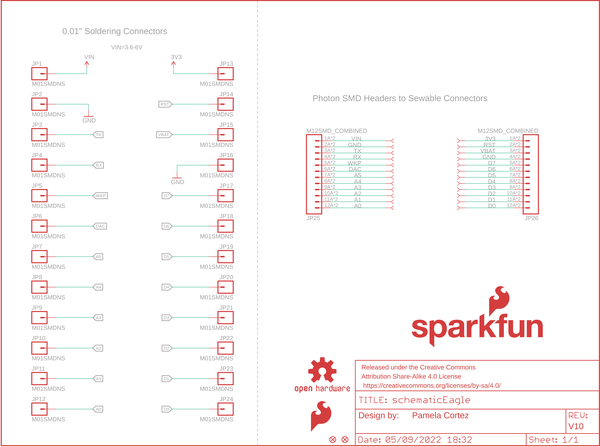 0.01" Soldering Connectors
VIN=3.6-6V
VIN
3V3
JP1
M01SMDNS
JP13
M01SMDNS
JP2
M01SMDNS
GND
JP14
RST
M01SMDNS
JP3
TX
M01SMDNS
JP15
VBAT
M01SMDNS
JP4
RX
M01SMDNS
JP16
GND
M01SMDNS
JP5
WKP
M01SMDNS
JP17
D7
M01SMDNS
JP6
DAC
M01SMDNS
JP18
D6
M01SMDNS
JP7
A5
M01SMDNS
JP19
D5
M01SMDNS
JP8
A4
M01SMDNS
JP20
D4
M01SMDNS
JP9
A3
M01SMDNS
JP21
D3
M01SMDNS
JP10
A2
M01SMDNS
JP22
D2
M01SMDNS
JP11
A1
M01SMDNS
JP23
D1
M01SMDNS
JP12
A0
M01SMDNS
JP24
D0
M01SMDNS
Photon SMD Headers to Sewable Connectors
M12SMD_COMBINED
1A*2 VIN
2A*2 GND
3A*2 TX
4A*2 RX
5A*2 WKP
6A*2 DAC
7A*2 A5
8A*2 A4
9A*2 A3
10A*2 A2
11A*2 A1
12A*2 A0
JP25
M12SMD_COMBINED
3V3 1A*2
RST 2A*2
VBAT 3A*2
GND 4A*2
D7 5A*2
D6 6A*2
D5 7A*2
D4 8A*2
D3 9A*2
D2 10A*2
D1 11A*2
D0 12A*2
JP26
sparkfun
open hardware
Released under the Creative Commons
Attribution Share-Alike 4.0 License
https://creativecommons.org/licenses/by-sa/4.0/
TITLE: schematicEagle
Design by: Pamela Cortez
REV:
V10
Date: 05/09/2022 18:32
Sheet: 1/1